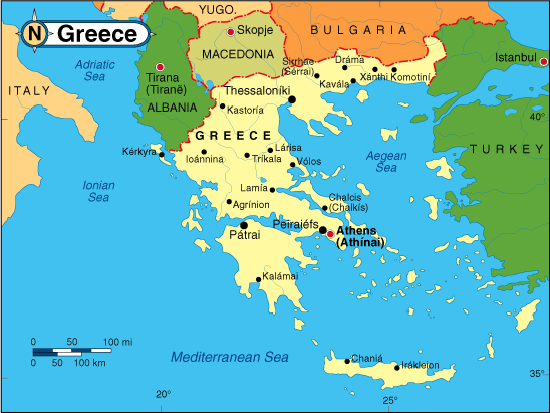 N Greece
YUGO.
Skopje
BULGARIA
MACEDONIA
Adriatic
Sea
Tirana
(Tiranë)
Sirrhae
(Sérrai)
Dráma
Xánthi
Komotiní
Istanbul
ITALY
ALBANIA
Thessaloníki
Kavála
Kastoría
40°
GREECE
Kérkyra
Ioánnina
Lárisa
Tríkala
Vólos
Aegean
Sea
TURKEY
Ionian
Sea
Lamía
Agrínion
Chalcis
(Chalkís)
Pátrai
Peiraiéfs
Athens
(Athínai)
Kalámai
0 50 100 mi
0 50 100 km
Mediterranean Sea
Chaniá
Irákleion
35°
20°
25°